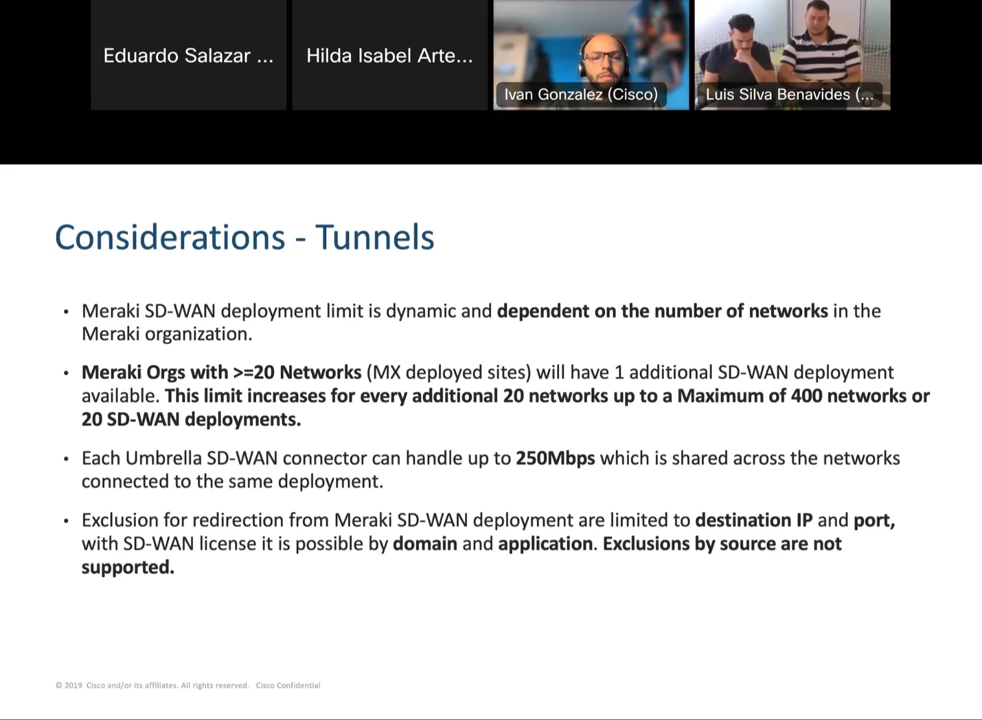 Eduardo Salazar ...
Hilda Isabel Arte...
Ivan Gonzalez (Cisco)
Luis Silva Benavides (...
Considerations - Tunnels
• Meraki SD-WAN deployment limit is dynamic and dependent on the number of networks in the
Meraki organization.
• Meraki Orgs with >=20 Networks (MX deployed sites) will have 1 additional SD-WAN deployment
available. This limit increases for every additional 20 networks up to a Maximum of 400 networks or
20 SD-WAN deployments.
• Each Umbrella SD-WAN connector can handle up to 250Mbps which is shared across the networks
connected to the same deployment.
• Exclusion for redirection from Meraki SD-WAN deployment are limited to destination IP and port,
with SD-WAN license it is possible by domain and application. Exclusions by source are not
supported.
© 2019 Cisco and/or its affiliates. All rights reserved. Cisco Confidential